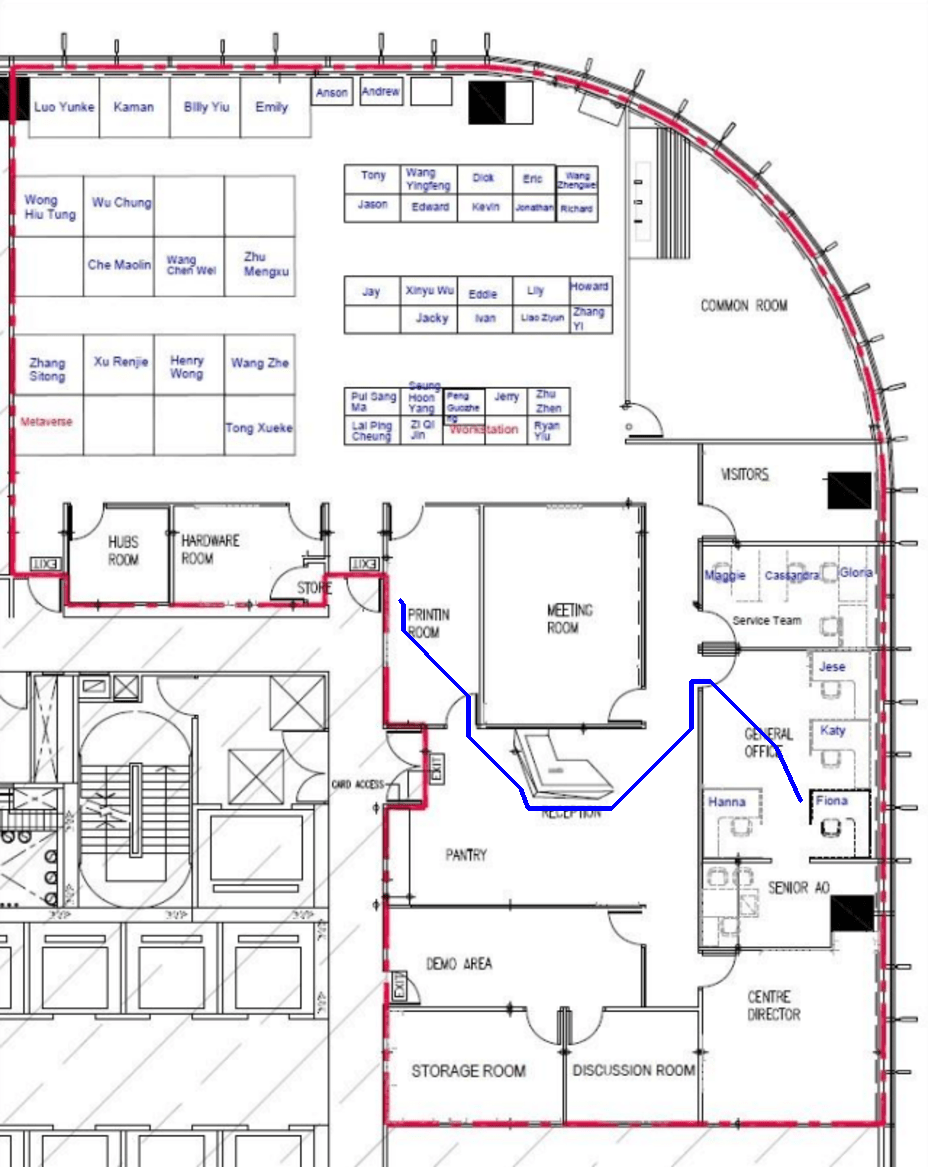 Luo Yunke
Kaman
Billy Yiu
Emily
Anson
Andrew
Tony
Wang
Yingfeng
Dick
Eric
Wang
Zhengwei
Jason
Edward
Kevin
Jonathan
Richard
Wong
Hiu Tung
Wu Chung
Che Maolin
Wang
Chen Wei
Zhu
Mengxu
Jay
Xinyu Wu
Eddie
Lily
Howard
Jacky
Ivan
Liao Ziyun
Zhang
Yi
COMMON ROOM
Zhang
Sitong
Xu Renjie
Henry
Wong
Wang Zhe
Metaverse
Tong Xueke
Pui Sang
Ma
Seung
Hoon
Yang
Peng
Guozhe
ng
Jerry
Zhu
Zhen
Lai Ping
Cheung
Zi Qi
Jin
Workstation
Ryan
Yiu
VISITORS
HUBS
ROOM
HARDWARE
ROOM
STORE
EXIT
EXIT
PRINTIN
ROOM
MEETING
ROOM
Maggie
Cassandra
Gloria
Service Team
Jese
GENERAL
OFFICE
Katy
Hanna
Fiona
CARD ACCESS
EXIT
RECEPTION
PANTRY
SENIOR AO
DEMO AREA
EXIT
CENTRE
DIRECTOR
STORAGE ROOM
DISCUSSION ROOM